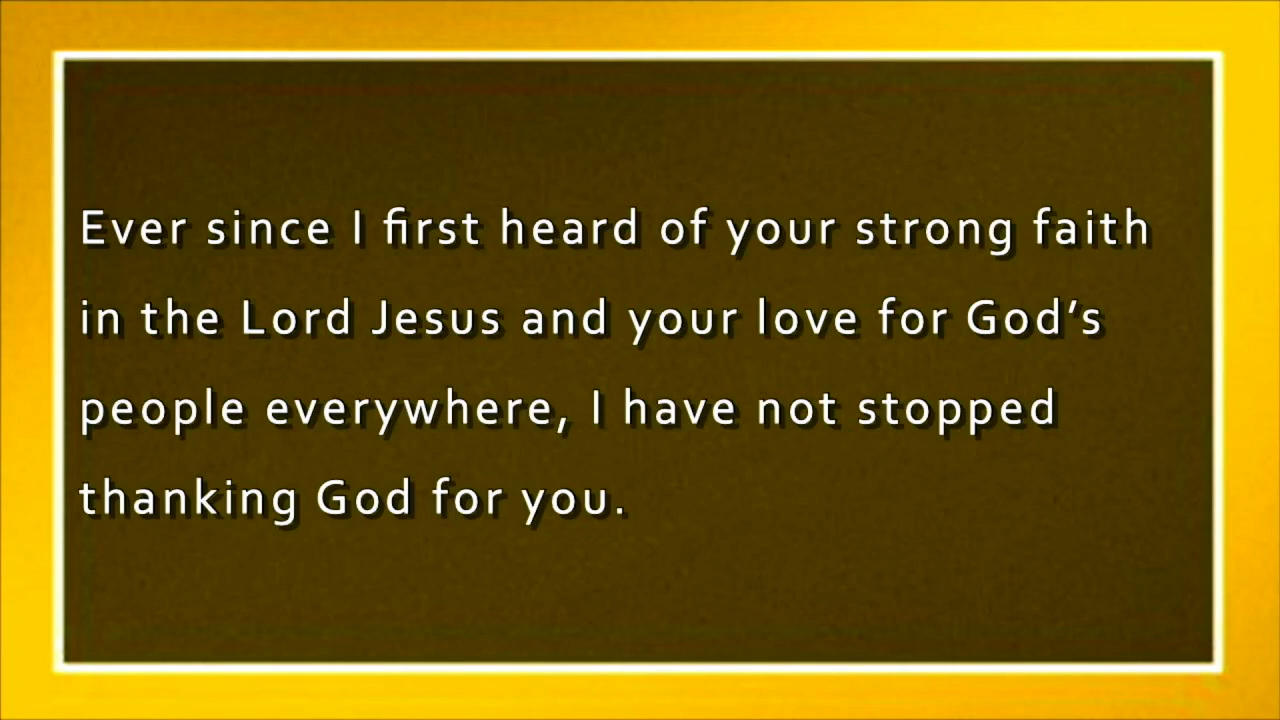 Ever since I first heard of your strong faith
in the Lord Jesus and your love for God’s
people everywhere, I have not stopped
thanking God for you.